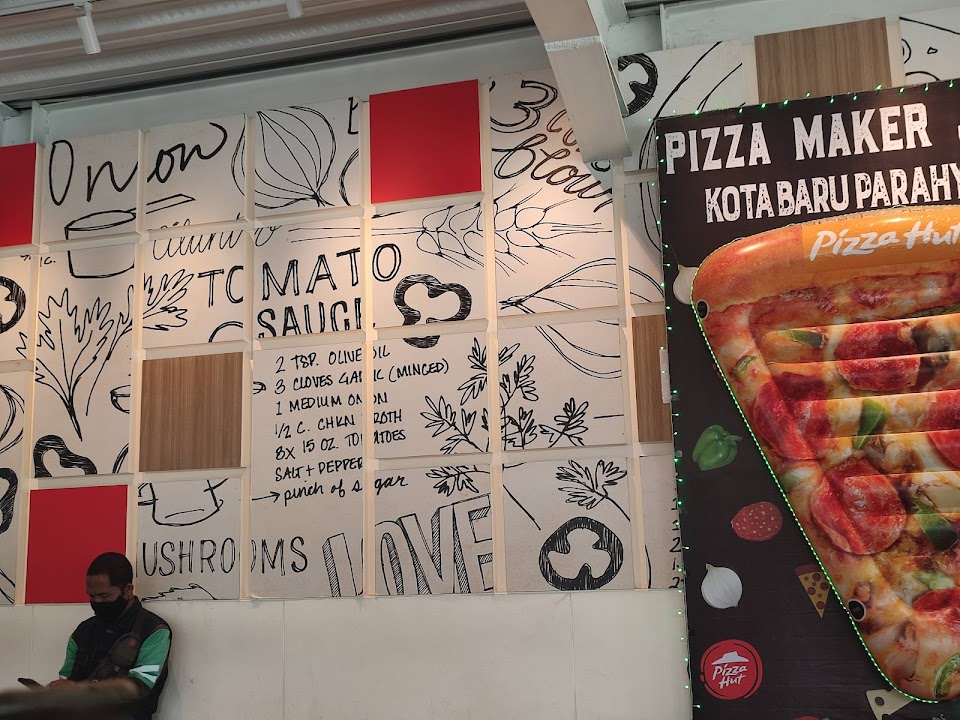 Onion
TOMATO
SAUCE
2 TSP. OLIVE OIL
3 CLOVES GARLIC (MINCED)
1 MEDIUM ONION
1/2 C. CHKN BROTH
8x 15 OZ. TOMATOES
SALT + PEPPER
→ pinch of sugar
MUSHROOMS
LOVE
PIZZA MAKER
KOTA BARU PARAHY
Pizza Hut
Pizza
Hut